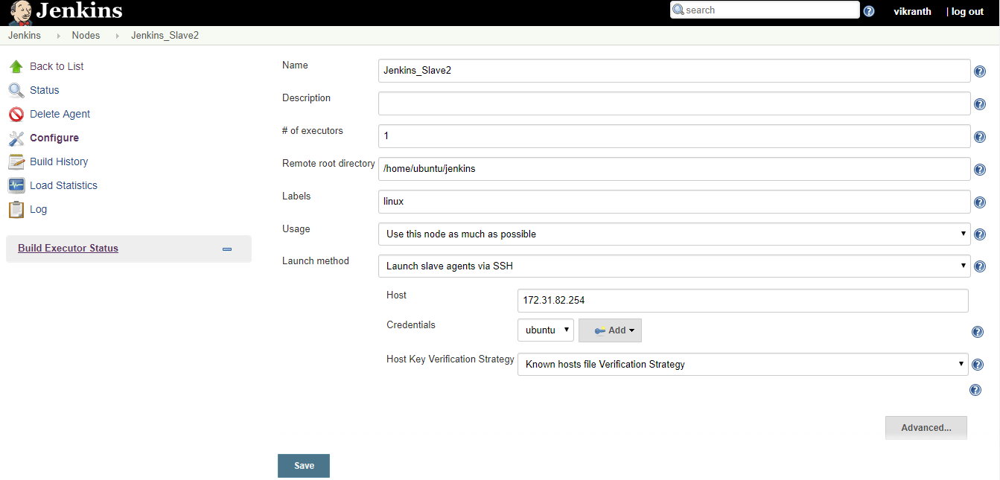 Jenkins
search
vikranth
| log out
Jenkins
Nodes
Jenkins_Slave2
Back to List
Status
Delete Agent
Configure
Build History
Load Statistics
Log
Build Executor Status
Name
Jenkins_Slave2
Description
# of executors
1
Remote root directory
/home/ubuntu/jenkins
Labels
linux
Usage
Use this node as much as possible
Launch method
Launch slave agents via SSH
Host
172.31.82.254
Credentials
ubuntu
Add
Host Key Verification Strategy
Known hosts file Verification Strategy
Advanced...
Save